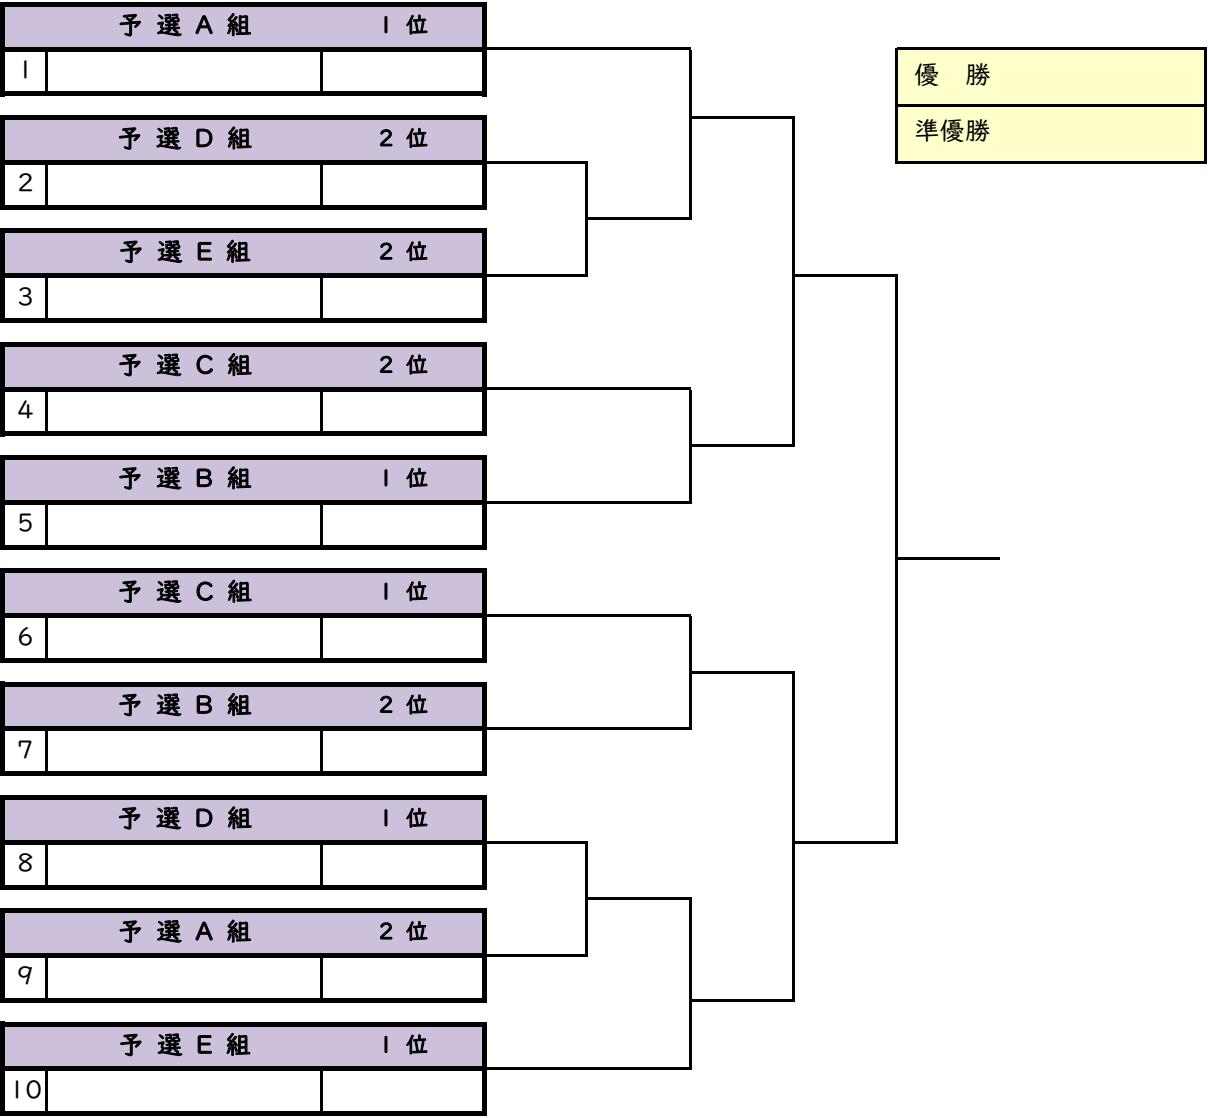 予選A組 1位
1
予選D組 2位
2
予選E組 2位
3
予選C組 2位
4
予選B組 1位
5
予選C組 1位
6
予選B組 2位
7
予選D組 1位
8
予選A組 2位
9
予選E組 1位
10
優 勝
準優勝